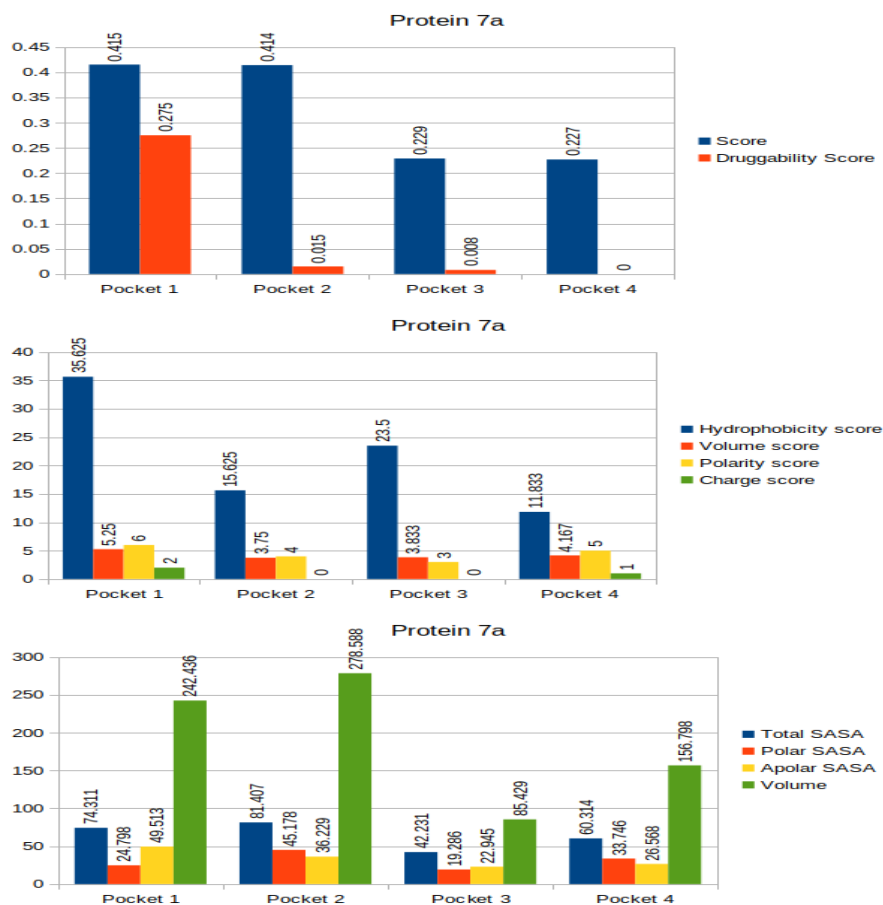 Protein 7a
0.45
0.4
0.35
0.3
0.25
0.2
0.15
0.1
0.05
0
0.415
0.275
0.414
0.015
0.229
0.008
0.227
0
Pocket 1
Pocket 2
Pocket 3
Pocket 4
Score
Druggability Score
Protein 7a
40
35
30
25
20
15
10
5
0
35.625
5.25
6
2
15.625
3.75
4
0
23.5
3.833
3
0
11.833
4.167
5
1
Pocket 1
Pocket 2
Pocket 3
Pocket 4
Hydrophobicity score
Volume score
Polarity score
Charge score
Protein 7a
300
250
200
150
100
50
0
74.311
24.798
49.513
242.436
81.407
45.178
36.229
278.588
42.231
19.286
22.945
85.429
60.314
33.746
26.568
156.798
Pocket 1
Pocket 2
Pocket 3
Pocket 4
Total SASA
Polar SASA
Apolar SASA
Volume